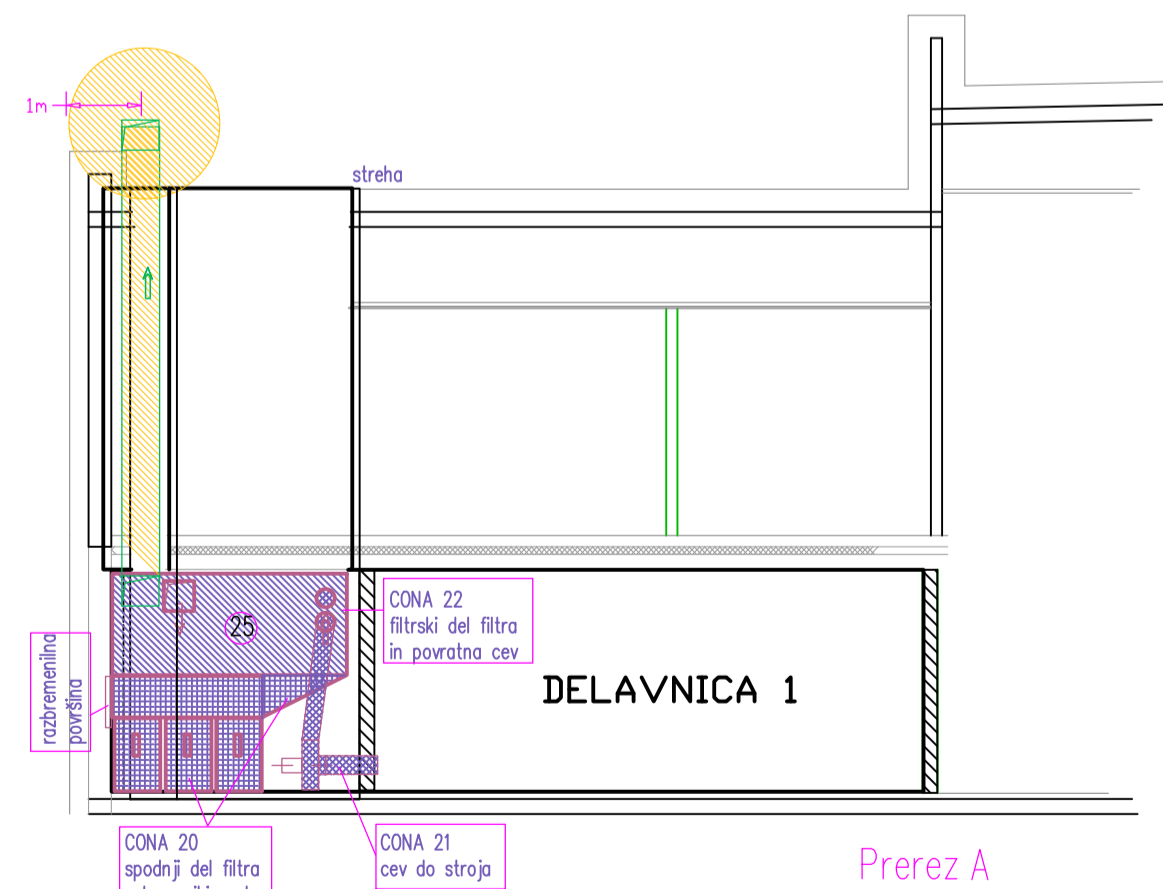 1m
streha
CONA 22
filtrski del filtra
in povratna cev
25
razbremenilna
površina
DELAVNICA 1
CONA 20
spodnji del filtra
CONA 21
cev do stroja
Prerez A